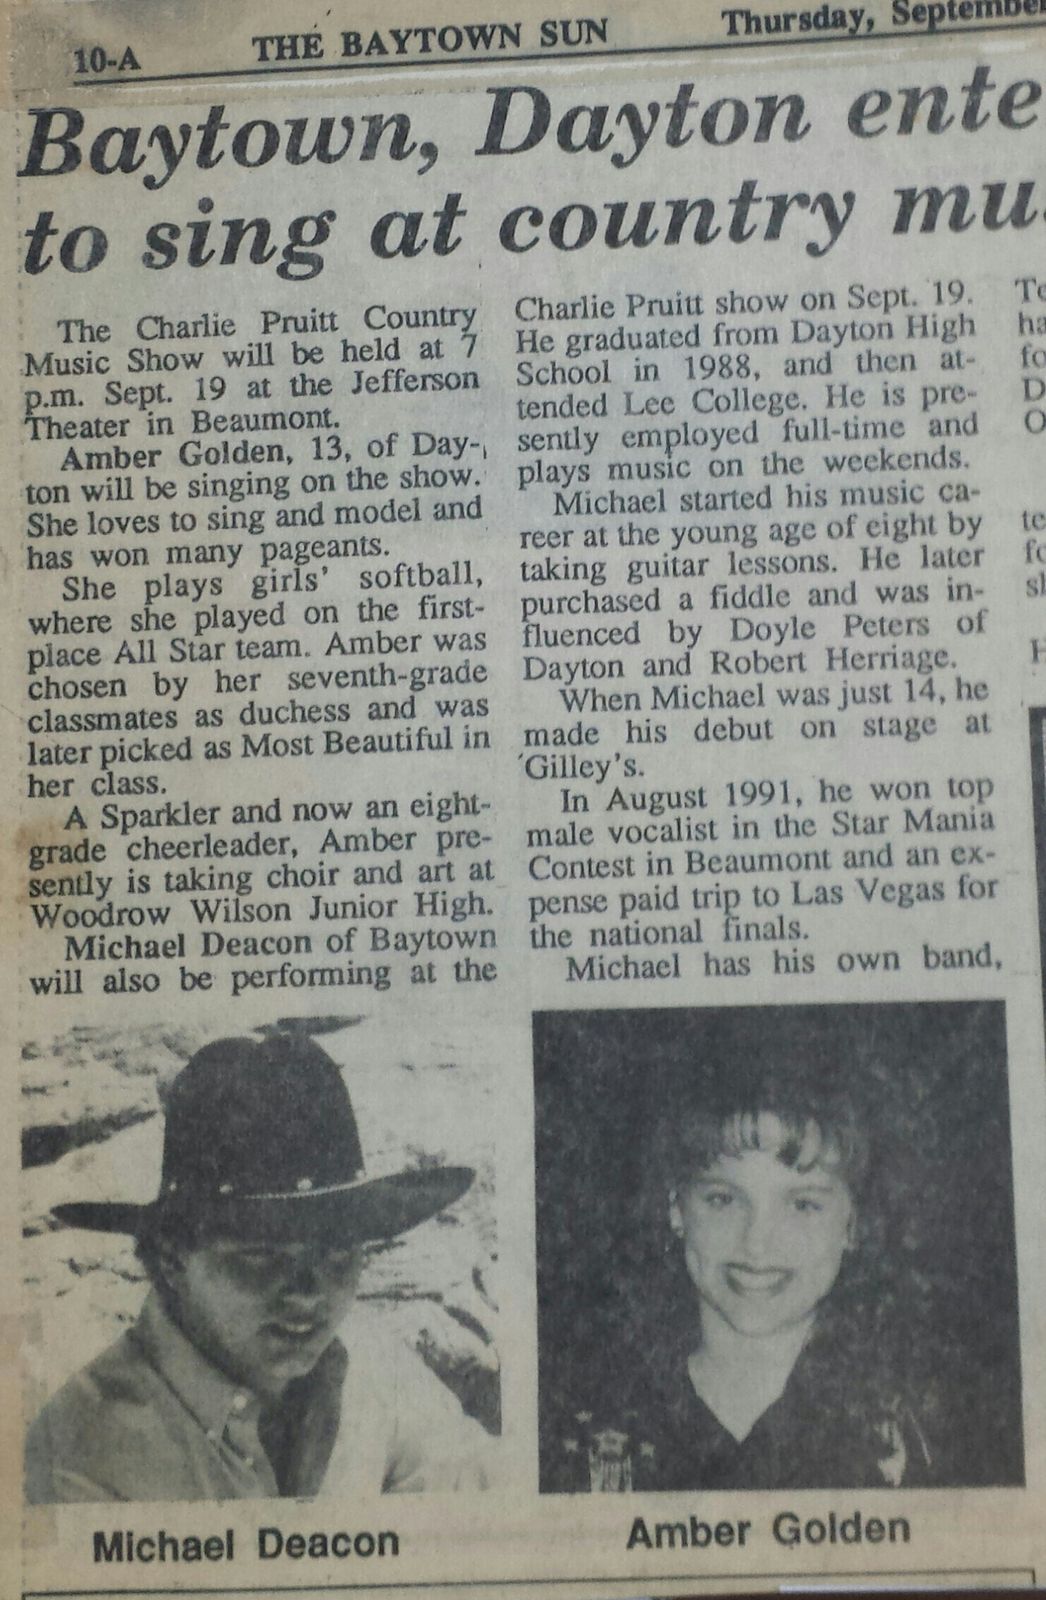 10-A
THE BAYTOWN SUN
Thursday, September
Baytown, Dayton ente
to sing at country mu
The Charlie Pruitt Country
Music Show will be held at 7
p.m. Sept. 19 at the Jefferson
Theater in Beaumont.
Amber Golden, 13, of Day-
ton will be singing on the show.
She loves to sing and model and
has won many pageants.
She plays girls' softball,
where she played on the first-
place All Star team. Amber was
chosen by her seventh-grade
classmates as duchess and was
later picked as Most Beautiful in
her class.
A Sparkler and now an eight-
grade cheerleader, Amber pre-
sently is taking choir and art at
Woodrow Wilson Junior High.
Michael Deacon of Baytown
will also be performing at the
Charlie Pruitt show on Sept. 19.
He graduated from Dayton High
School in 1988, and then at-
tended Lee College. He is pre-
sently employed full-time and
plays music on the weekends.
Michael started his music ca-
reer at the young age of eight by
taking guitar lessons. He later
purchased a fiddle and was in-
fluenced by Doyle Peters of
Dayton and Robert Herriage.
When Michael was just 14, he
made his debut on stage at
'Gilley's.
In August 1991, he won top
male vocalist in the Star Mania
Contest in Beaumont and an ex-
pense paid trip to Las Vegas for
the national finals.
Michael has his own band,
Michael Deacon
Amber Golden